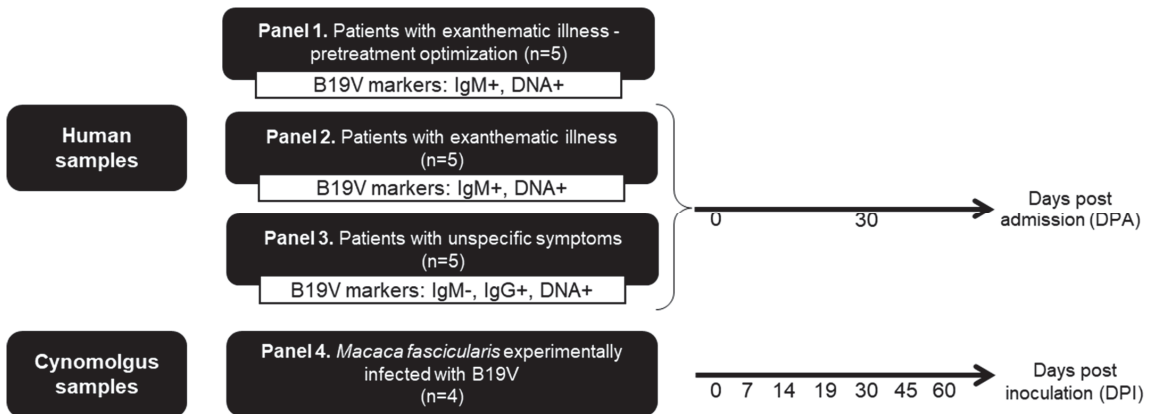 Panel 1. Patients with exanthematic illness -
pretreatment optimization (n=5)
B19V markers: IgM+, DNA+
Human
samples
Panel 2. Patients with exanthematic illness
(n=5)
B19V markers: IgM+, DNA+
Panel 3. Patients with unspecific symptoms
(n=5)
B19V markers: IgM-, IgG+, DNA+
0 30
Days post
admission (DPA)
Cynomolgus
samples
Panel 4. Macaca fascicularis experimentally
infected with B19V
(n=4)
0 7 14 19 30 45 60
Days post
inoculation (DPI)